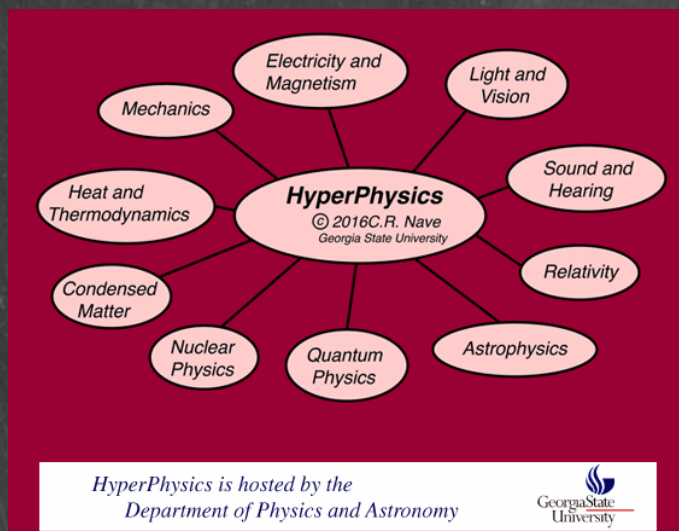 Electricity and
Magnetism
Light and
Vision
Mechanics
Sound and
Hearing
Heat and
Thermodynamics
HyperPhysics
© 2016C.R. Nave
Georgia State University
Relativity
Condensed
Matter
Nuclear
Physics
Quantum
Physics
Astrophysics
HyperPhysics is hosted by the
Department of Physics and Astronomy
GeorgiaState
University